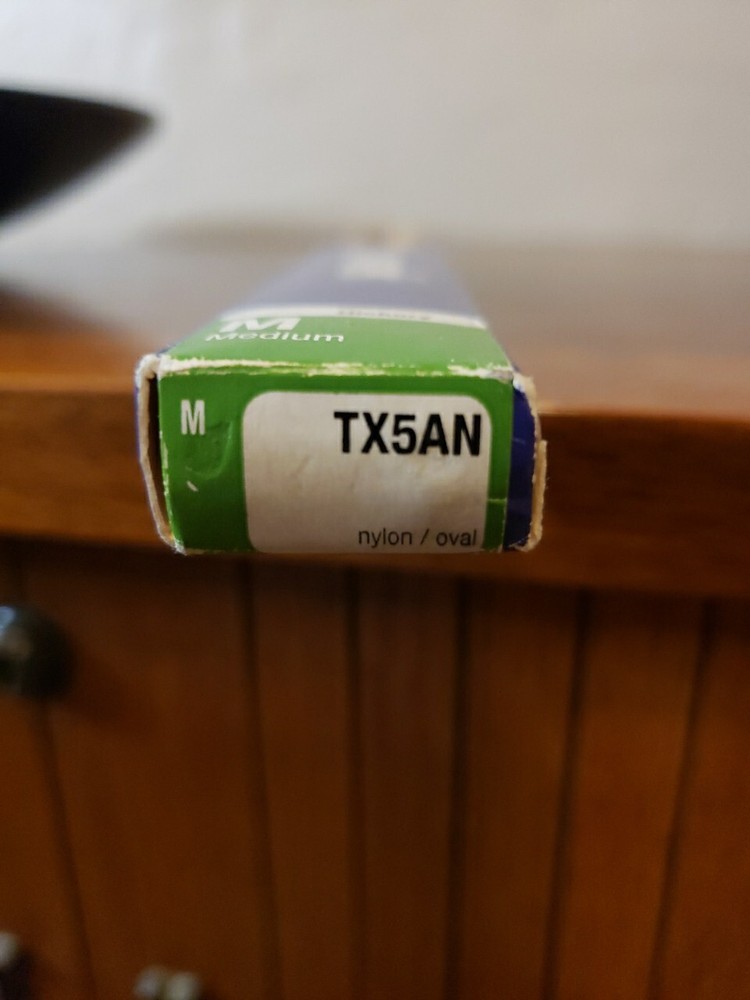 M
Medium
M
TX5AN
nylon / oval